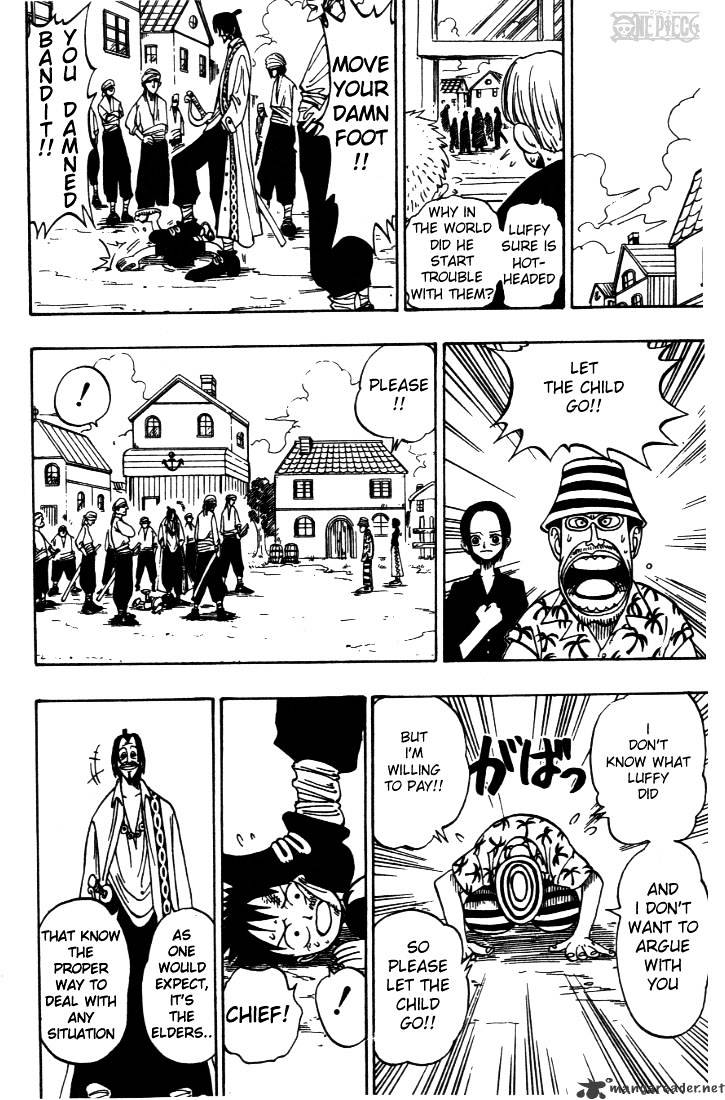 ONE PIECE
LUFFY
SURE IS
HOT-
HEADED
WHY IN
THE WORLD
DID HE
START
TROUBLE
WITH THEM?
MOVE
YOUR
DAMN
FOOT
!!
YOU DAMNED
BANDIT!!
LET
THE CHILD
GO!!
PLEASE
!!
!
I
DON'T
KNOW WHAT
LUFFY
DID
AND
I DON'T
WANT TO
ARGUE
WITH
YOU
がばっ
BUT
I'M
WILLING
TO PAY!!
SO
PLEASE
LET THE
CHILD
GO!!
!
CHIEF!
AS
ONE
WOULD
EXPECT,
IT'S
THE
ELDERS..
THAT KNOW
THE
PROPER
WAY TO
DEAL WITH
ANY
SITUATION
mangareader.net